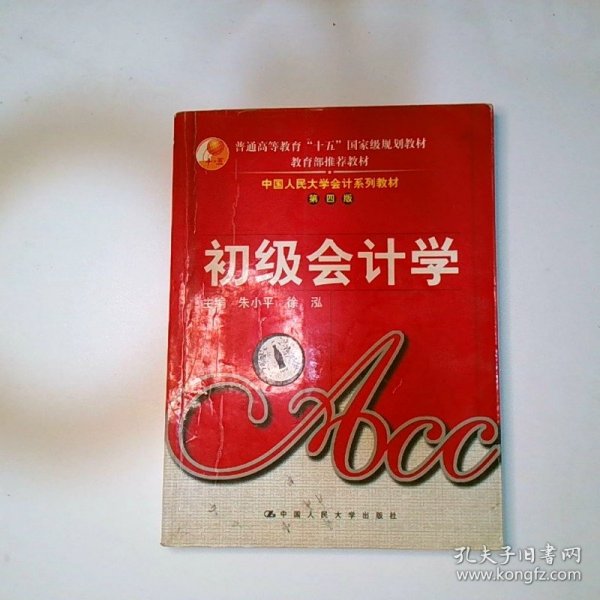 普通高等教育“十五”国家级规划教材
教育部推荐教材
中国人民大学会计系列教材
第四版
初级会计学
主编 朱小平 徐 泓
Acc
中国人民大学出版社
孔夫子旧书网
www.kongfz.com